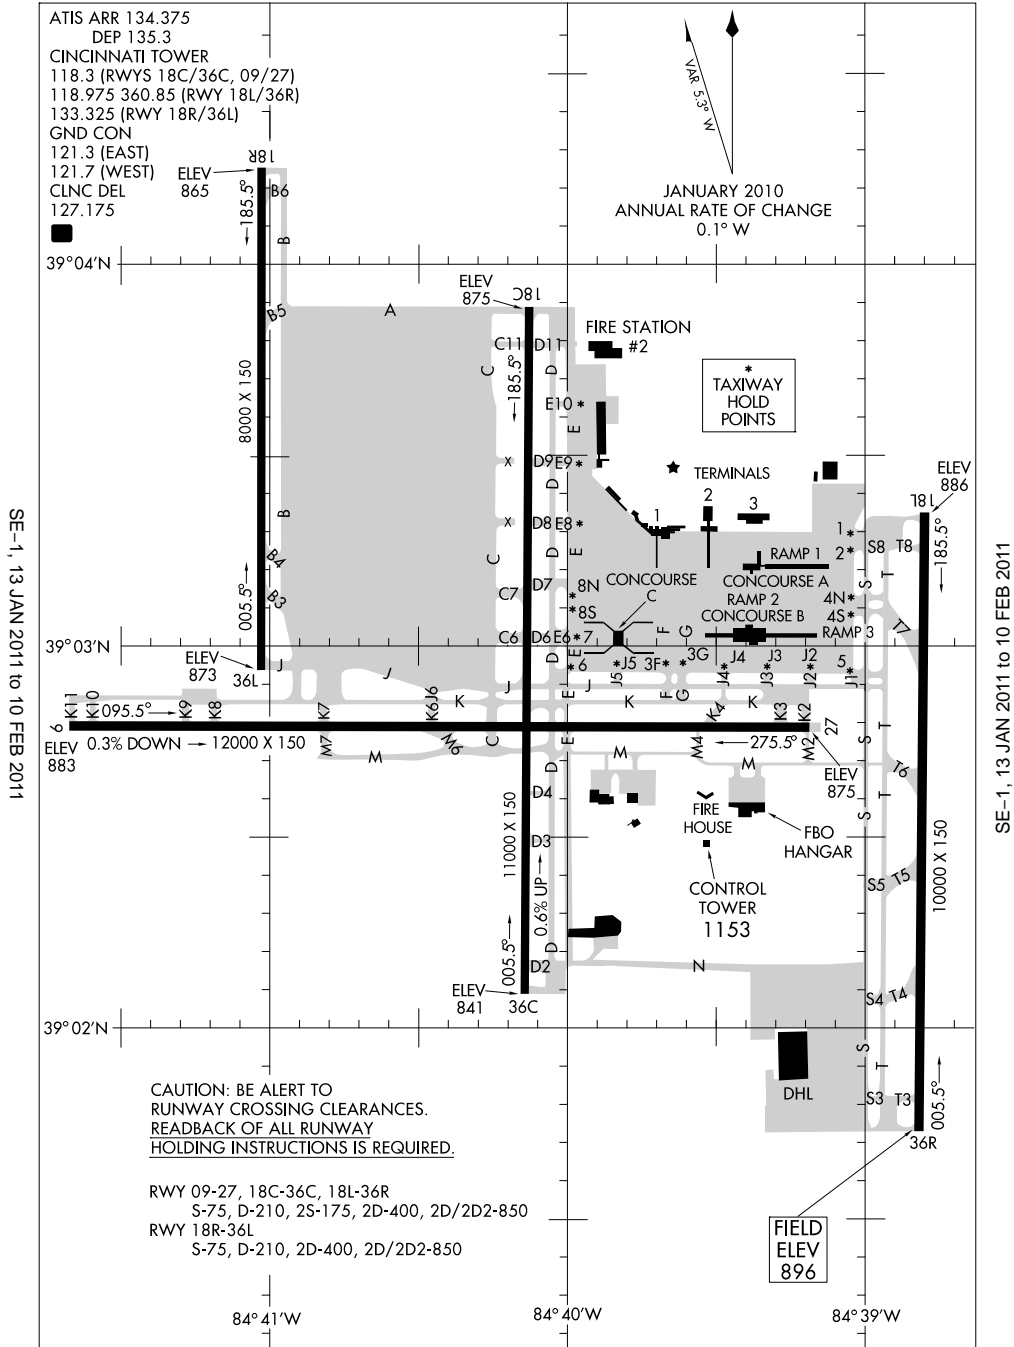 ATIS ARR 134.375
DEP 135.3
CINCINNATI TOWER
118.3 (RWYS 18C/36C, 09/27)
118.975 360.85 (RWY 18L/36R)
133.325 (RWY 18R/36L)
GND CON
121.3 (EAST)
121.7 (WEST)
CLNC DEL
127.175
VAR 5.3° W
JANUARY 2010
ANNUAL RATE OF CHANGE
0.1° W
18R
ELEV
865
185.5°
B6
B
39°04'N
ELEV
875
18C
B5
A
FIRE STATION
#2
C11
D11
C
185.5°
D
*
TAXIWAY
HOLD
POINTS
8000 X 150
E10 *
E
X
D9
E9 *
D
TERMINALS
ELEV
886
18L
185.5°
B
X
D8
E8 *
1
2
3
1 *
2 *
S8
T8
B4
C
D
E
RAMP 1
005.5°
B3
D7
C7
8N *
8S *
CONCOURSE
C
CONCOURSE A
RAMP 2
CONCOURSE B
4N *
4S *
S
T
T7
39°03'N
C6
D6
E6 * 7
F
G
RAMP 3
ELEV
873
36L
J
J
D
E
* 6
J5
J5 *
3F *
3G *
J4
J4 *
J3
J3 *
J2
J2 *
5
J1 *
J
E
J
F
G
K11
K10
095.5°
K9
K8
K7
J6
K6
K
K
K4
K
K3
K2
9
27
ELEV
883
0.3% DOWN
12000 X 150
M7
M
M6
C
D
E
M
M4
275.5°
M
M2
ELEV
875
S
T
T6
D4
T
S
FIRE
HOUSE
FBO
HANGAR
11000 X 150
D3
0.6% UP
CONTROL
TOWER
1153
S5
T5
10000 X 150
005.5°
D
D2
N
ELEV
841
36C
S4
T4
39°02'N
S
T
DHL
S3
T3
005.5°
36R
CAUTION: BE ALERT TO
RUNWAY CROSSING CLEARANCES.
READBACK OF ALL RUNWAY
HOLDING INSTRUCTIONS IS REQUIRED.
RWY 09-27, 18C-36C, 18L-36R
S-75, D-210, 2S-175, 2D-400, 2D/2D2-850
RWY 18R-36L
S-75, D-210, 2D-400, 2D/2D2-850
FIELD
ELEV
896
84°41'W
84°40'W
84°39'W
SE-1, 13 JAN 2011 to 10 FEB 2011
SE-1, 13 JAN 2011 to 10 FEB 2011